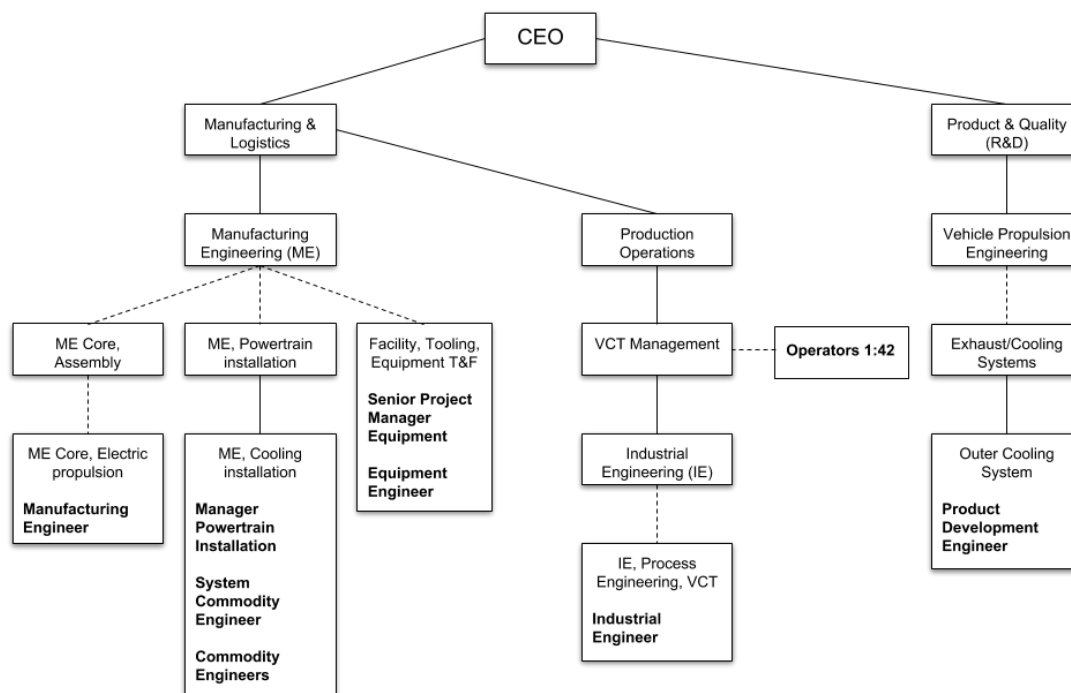 CEO
Manufacturing &
Logistics
Product & Quality
(R&D)
Manufacturing
Engineering (ME)
Production
Operations
Vehicle Propulsion
Engineering
ME Core,
Assembly
ME, Powertrain
installation
Facility, Tooling,
Equipment T&F
Senior Project
Manager
Equipment
Equipment
Engineer
VCT Management
Operators 1:42
Exhaust/Cooling
Systems
ME Core, Electric
propulsion
Manufacturing
Engineer
ME, Cooling
installation
Manager
Powertrain
Installation
System
Commodity
Engineer
Commodity
Engineers
Industrial
Engineering (IE)
Outer Cooling
System
Product
Development
Engineer
IE, Process
Engineering, VCT
Industrial
Engineer